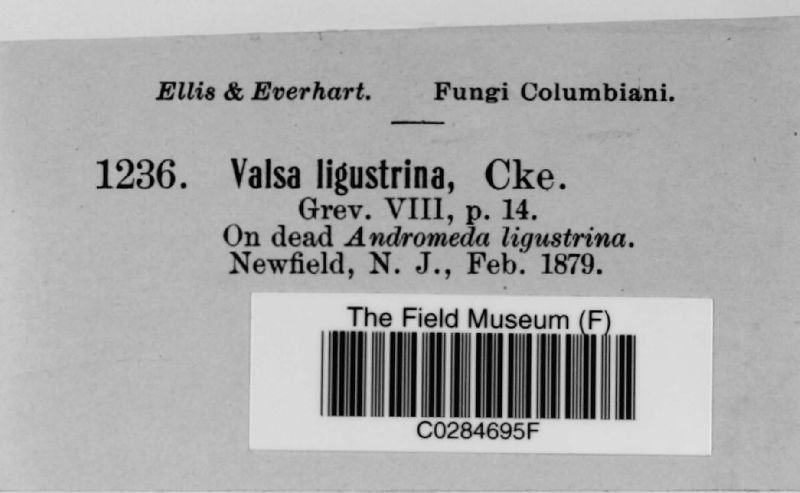 Ellis & Everhart. Fungi Columbiani.
1236. Valsa ligustrina, Cke.
Grev. VIII, p. 14.
On dead Andromeda ligustrina.
Newfield, N. J., Feb. 1879.
The Field Museum (F)
C0284695F